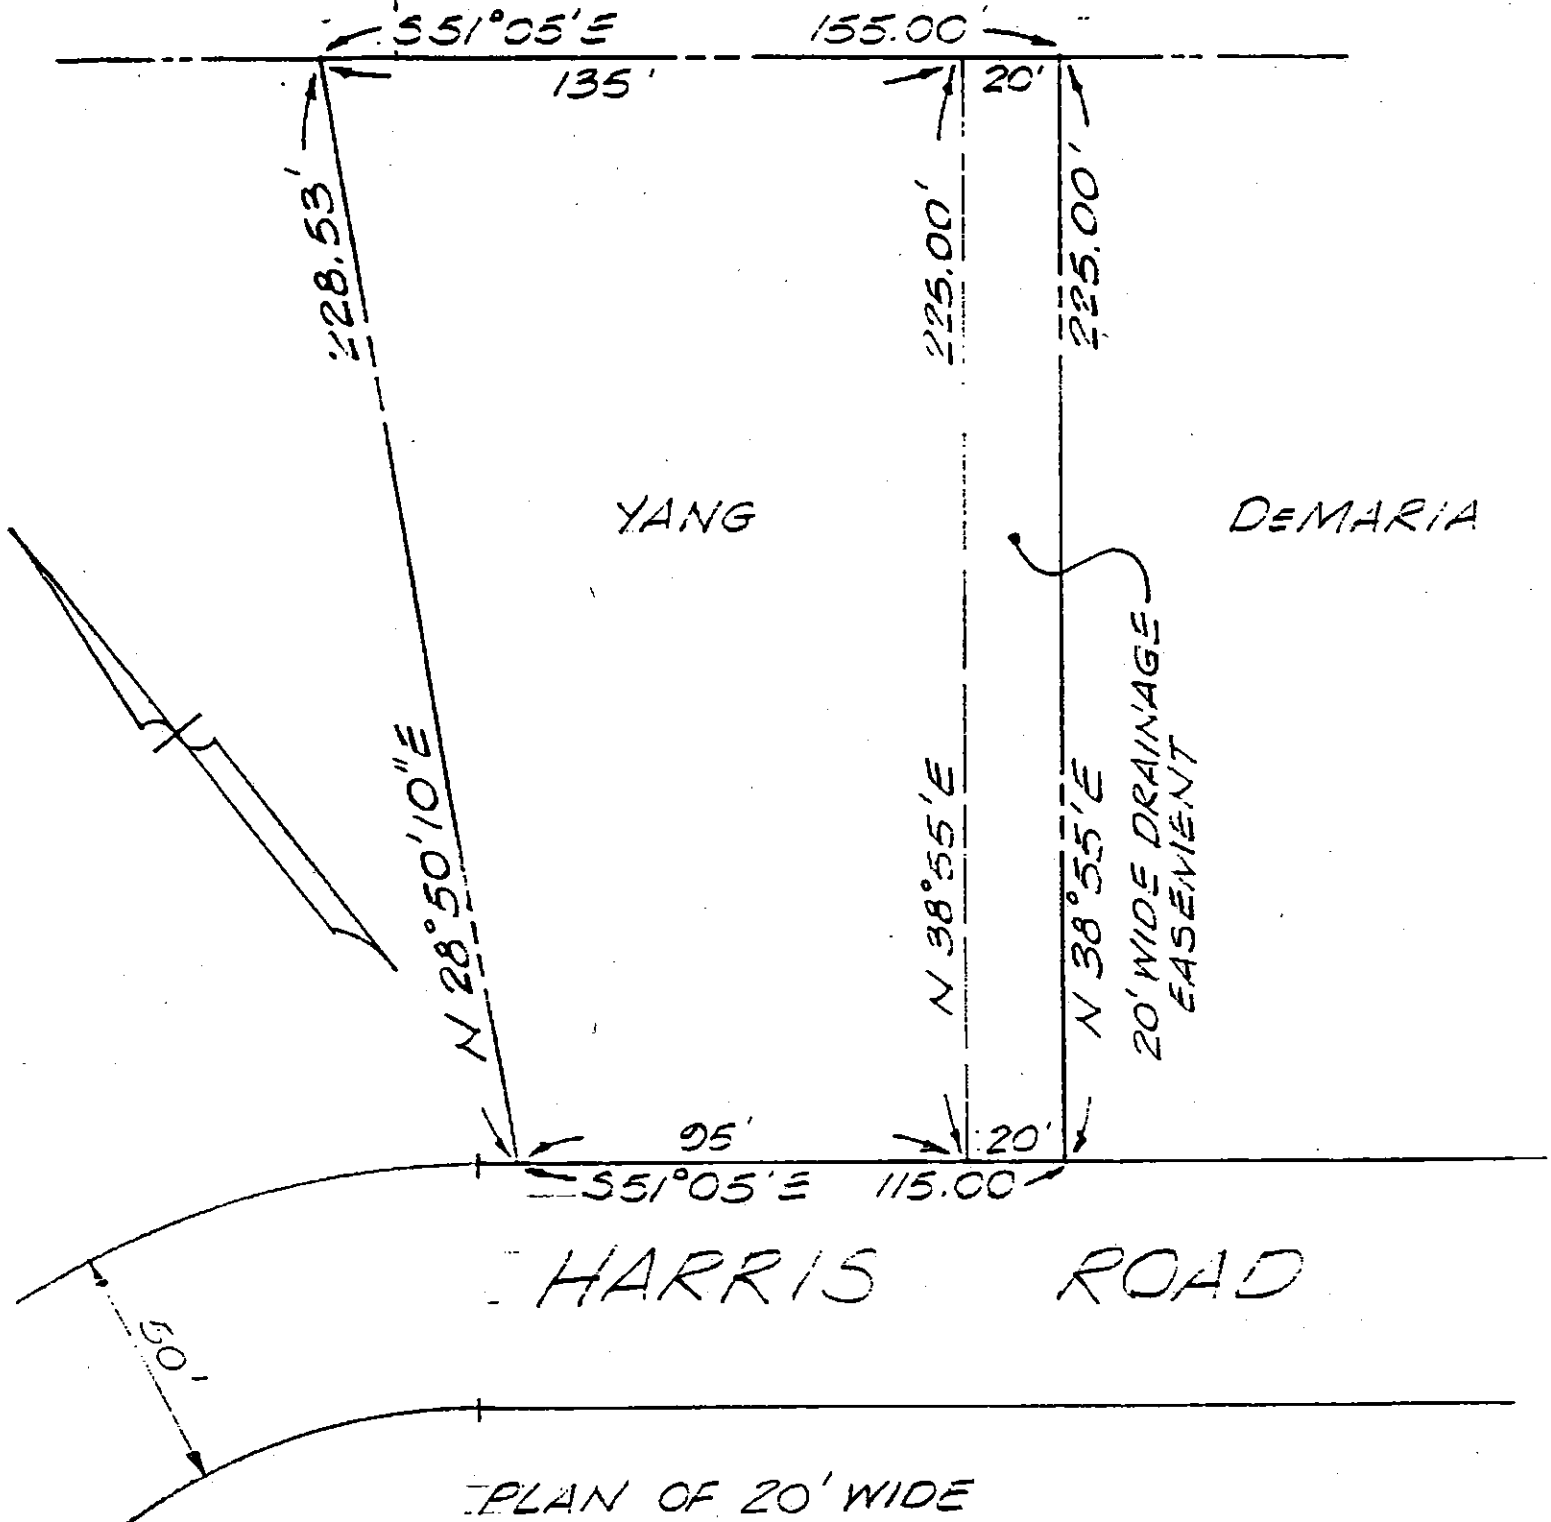 S51°05'E 155.00'
135' 20'
228.53'
225.00'
225.00'
YANG
DEMARIA
N 28°50'10"E
N 38°55'E
N 38°55'E
20' WIDE DRAINAGE
EASEMENT
95' 20'
S51°05'E 115.00
HARRIS ROAD
50'
PLAN OF 20' WIDE